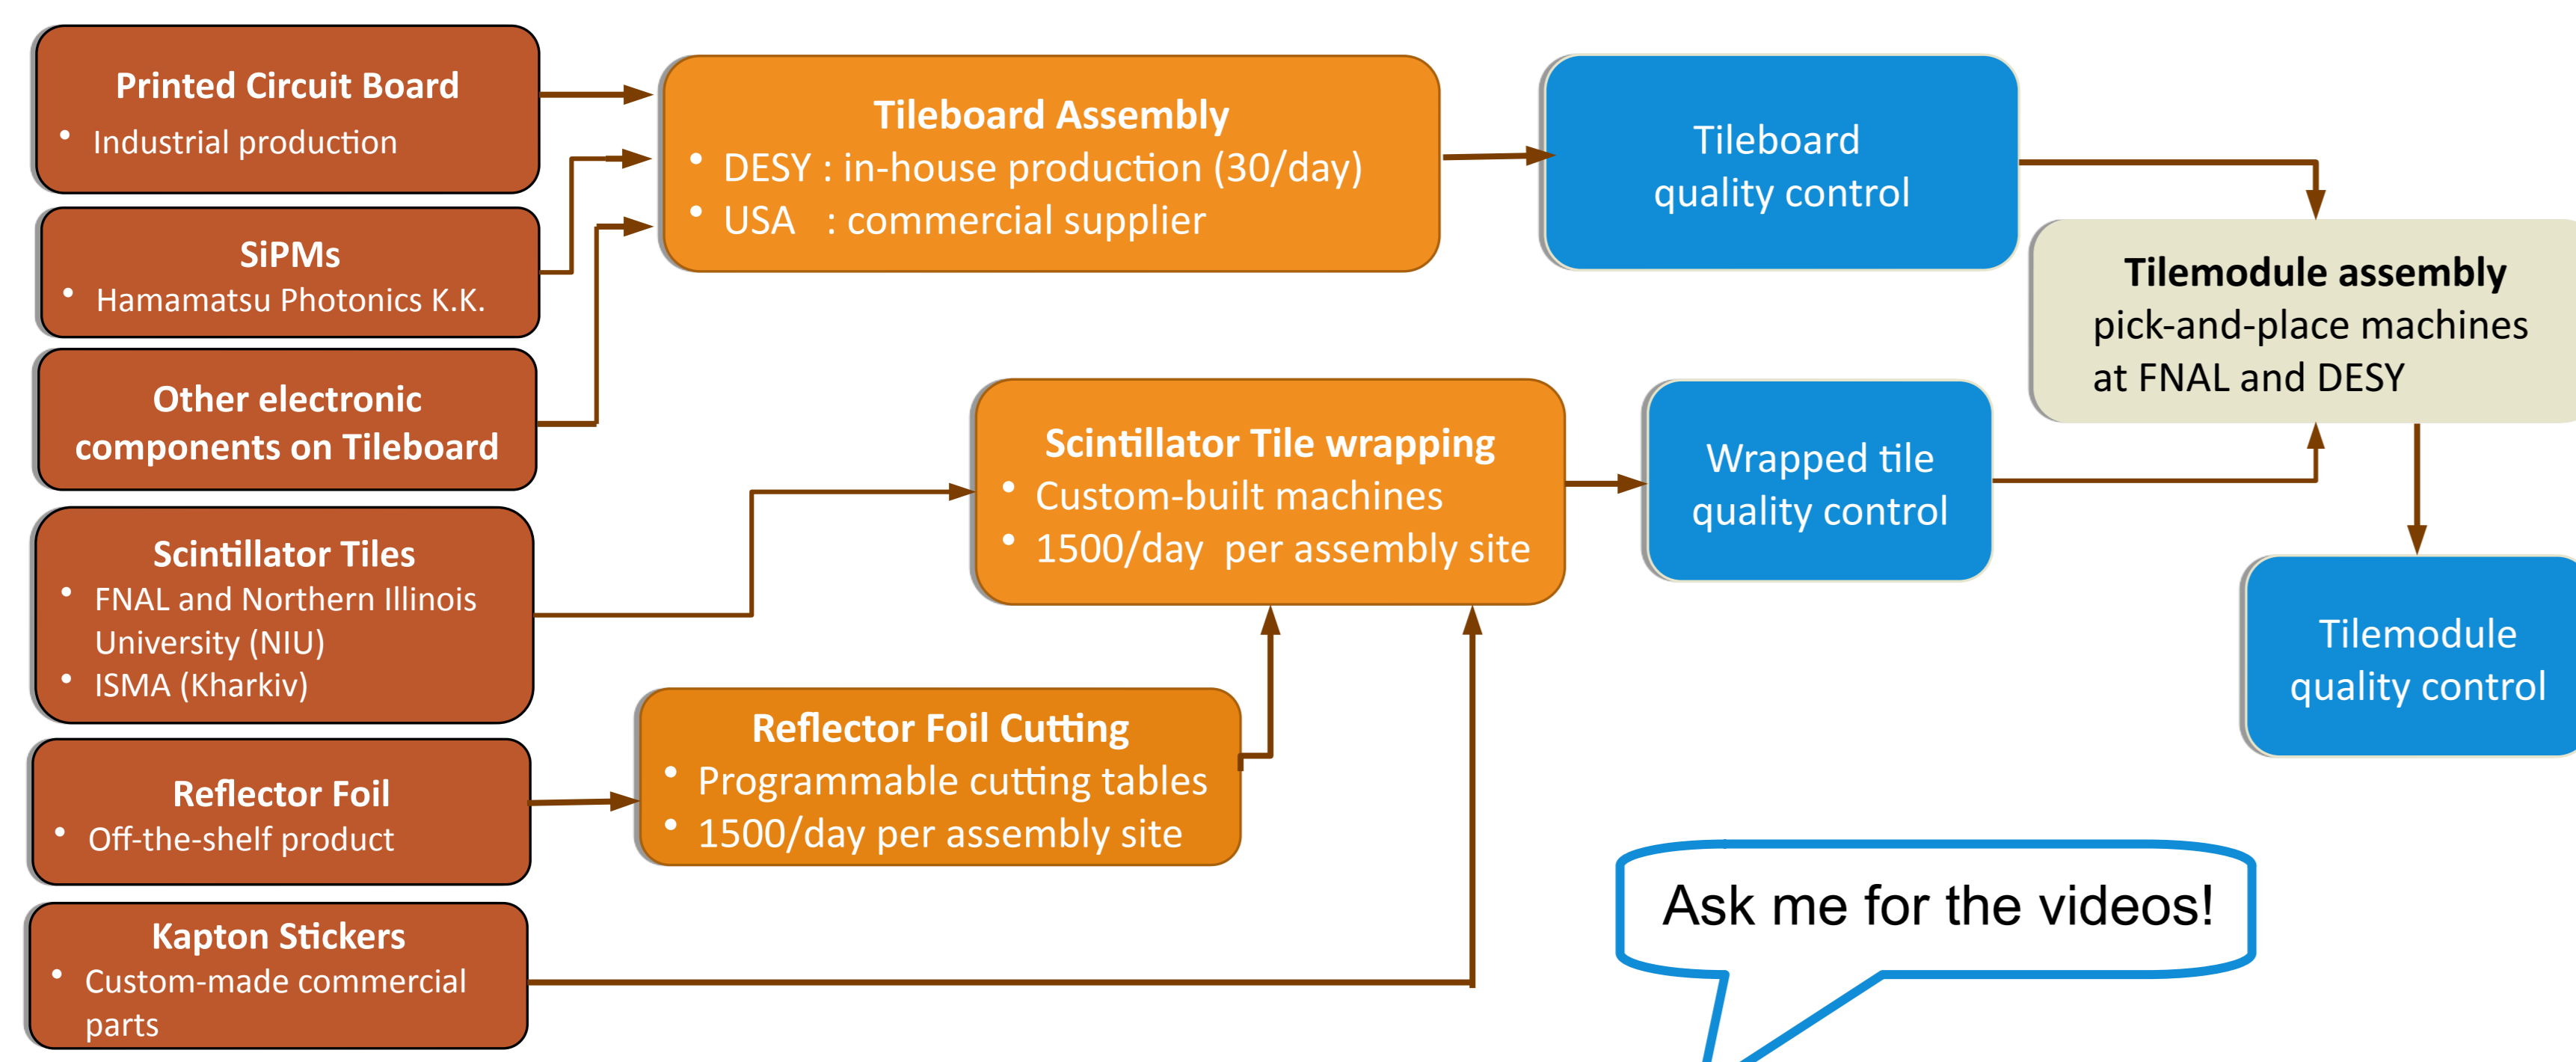 Printed Circuit Board
• Industrial production
SiPMs
• Hamamatsu Photonics K.K.
Other electronic
components on Tileboard
Scintillator Tiles
• FNAL and Northern Illinois
University (NIU)
• ISMA (Kharkiv)
Reflector Foil
• Off-the-shelf product
Kapton Stickers
• Custom-made commercial
parts
Tileboard Assembly
• DESY : in-house production (30/day)
• USA : commercial supplier
Scintillator Tile wrapping
• Custom-built machines
• 1500/day per assembly site
Reflector Foil Cutting
• Programmable cutting tables
• 1500/day per assembly site
Tileboard
quality control
Wrapped tile
quality control
Tilemodule assembly
pick-and-place machines
at FNAL and DESY
Tilemodule
quality control
Ask me for the videos!